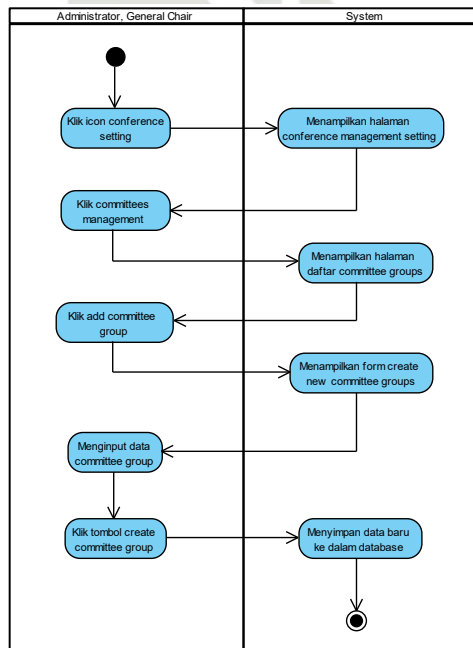 Administrator, General Chair
System
Klik icon conference
setting
Menampilkan halaman
conference management setting
Klik committees
management
Menampilkan halaman
daftar committee groups
Klik add committee
group
Menampilkan form create
new committee groups
Menginput data
committee group
Klik tombol create
committee group
Menyimpan data baru
ke dalam database